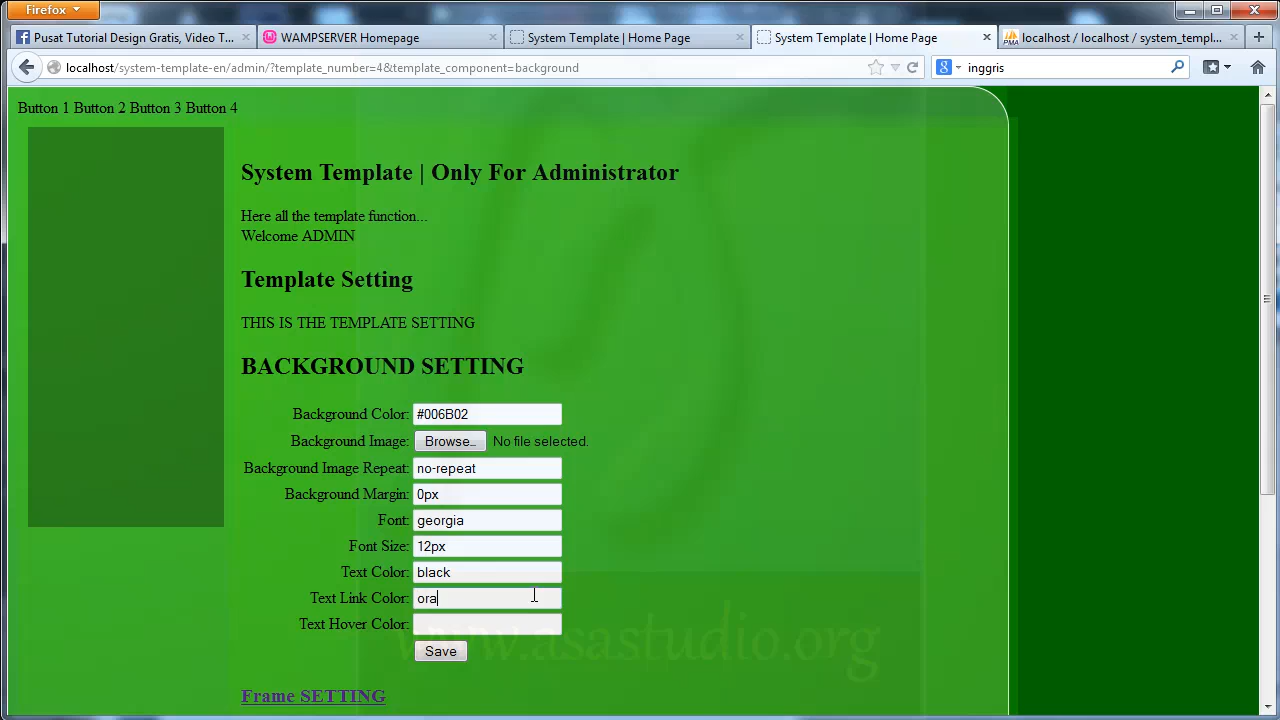 Firefox
Pusat Tutorial Design Gratis, Video T...
WAMPSERVER Homepage
System Template | Home Page
System Template | Home Page
localhost / localhost / system_templ...
localhost/system-template-en/admin/?template_number=4&template_component=background
inggris
Button 1 Button 2 Button 3 Button 4
System Template | Only For Administrator
Here all the template function...
Welcome ADMIN
Template Setting
THIS IS THE TEMPLATE SETTING
BACKGROUND SETTING
Background Color: #006B02
Background Image: Browse.. No file selected.
Background Image Repeat: no-repeat
Background Margin: 0px
Font: georgia
Font Size: 12px
Text Color: black
Text Link Color: ora
Text Hover Color:
Save
www.asastudio.org
Frame SETTING